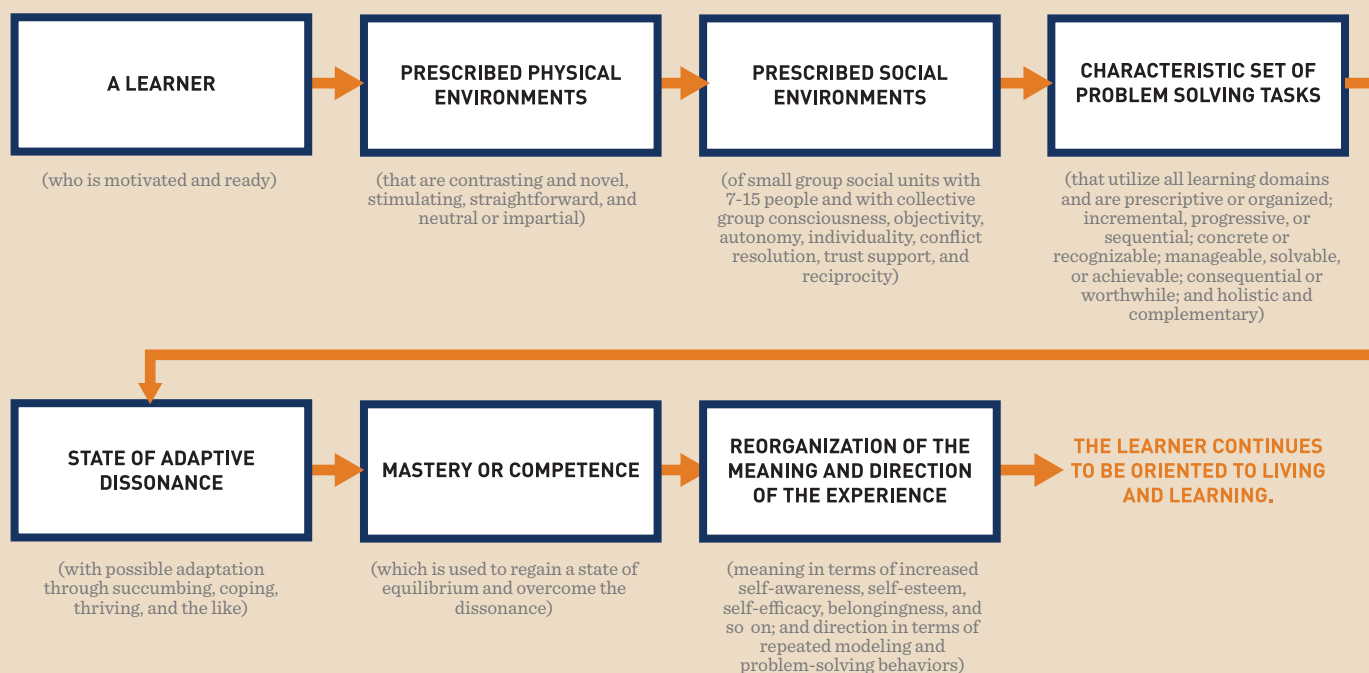 A LEARNER
(who is motivated and ready)
PRESCRIBED PHYSICAL
ENVIRONMENTS
(that are contrasting and novel,
stimulating, straightforward, and
neutral or impartial)
PRESCRIBED SOCIAL
ENVIRONMENTS
(of small group social units with
7-15 people and with collective
group consciousness, objectivity,
autonomy, individuality, conflict
resolution, trust support, and
reciprocity)
CHARACTERISTIC SET OF
PROBLEM SOLVING TASKS
(that utilize all learning domains
and are prescriptive or organized;
incremental, progressive, or
sequential; concrete or
recognizable; manageable, solvable,
or achievable; consequential or
worthwhile; and holistic and
complementary)
STATE OF ADAPTIVE
DISSONANCE
(with possible adaptation
through succumbing, coping,
thriving, and the like)
MASTERY OR COMPETENCE
(which is used to regain a state of
equilibrium and overcome the
dissonance)
REORGANIZATION OF THE
MEANING AND DIRECTION
OF THE EXPERIENCE
(meaning in terms of increased
self-awareness, self-esteem,
self-efficacy, belongingness, and
so on; and direction in terms of
repeated modeling and
problem-solving behaviors)
THE LEARNER CONTINUES
TO BE ORIENTED TO LIVING
AND LEARNING.